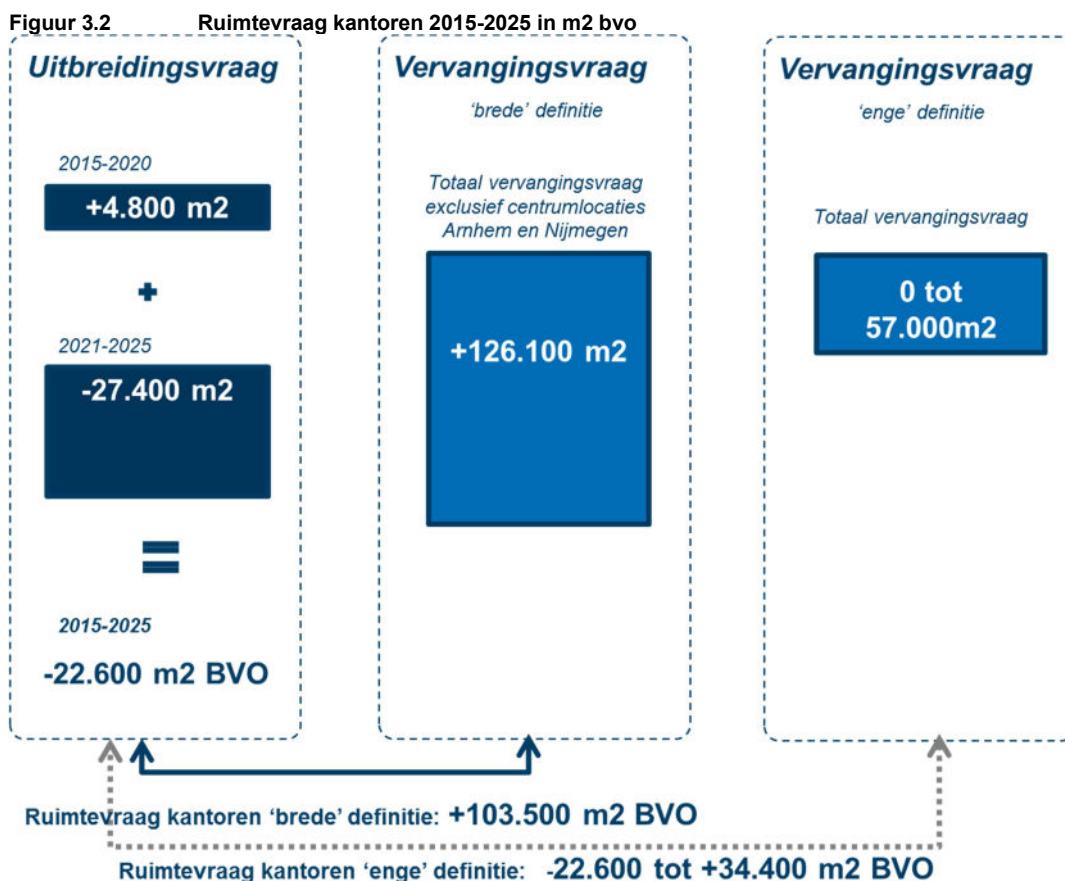 Figuur 3.2 Ruimtevraag kantoren 2015-2025 in m2 bvo
Uitbreidingsvraag
2015-2020
+4.800 m2
+
2021-2025
-27.400 m2
=
2015-2025
-22.600 m2 BVO
Vervangingsvraag
‘brede’ definitie
Totaal vervangingsvraag
exclusief centrumlocaties
Arnhem en Nijmegen
+126.100 m2
Vervangingsvraag
‘enge’ definitie
Totaal vervangingsvraag
0 tot
57.000m2
Ruimtevraag kantoren ‘brede’ definitie: +103.500 m2 BVO
Ruimtevraag kantoren ‘enge’ definitie: -22.600 tot +34.400 m2 BVO